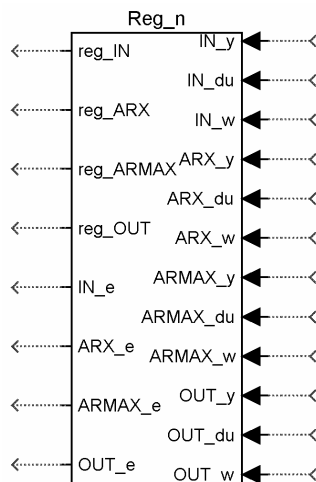 Reg_n
reg_IN
reg_ARX
reg_ARMAX
reg_OUT
IN_e
ARX_e
ARMAX_e
OUT_e
IN_y
IN_du
IN_w
ARX_y
ARX_du
ARX_w
ARMAX_y
ARMAX_du
ARMAX_w
OUT_y
OUT_du
OUT_w